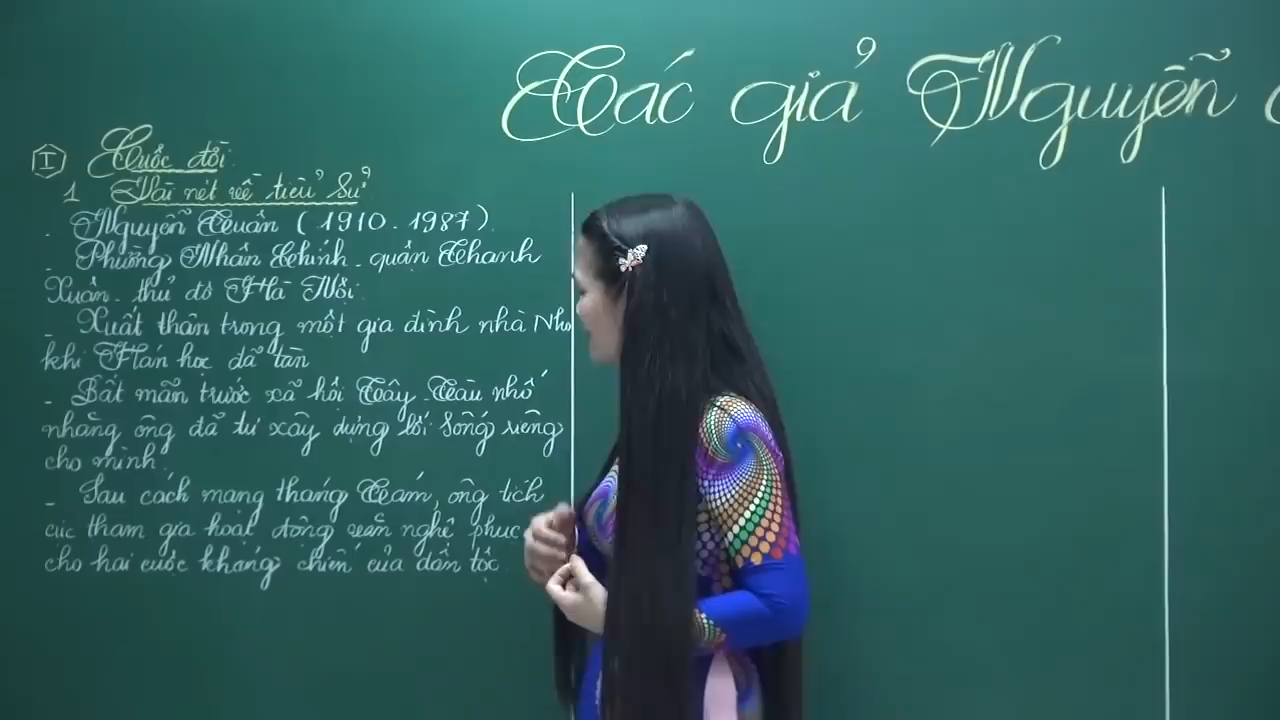 Tác giả Nguyễn
I Cuộc đời
1 Vài nét về tiểu sử
- Nguyễn Tuân (1910 - 1987)
- Phường Nhân Chính - quận Thanh
Xuân - thủ đô Hà Nội
- Xuất thân trong một gia đình nhà Nho
khi Hán học đã tàn
- Bất mãn trước xã hội Tây Tàu nhố
nhăng ông đã tự xây dựng lối sống riêng
cho mình.
- Sau cách mạng tháng Tám, ông tích
cực tham gia hoạt động văn nghệ phục
cho hai cuộc kháng chiến của dân tộc